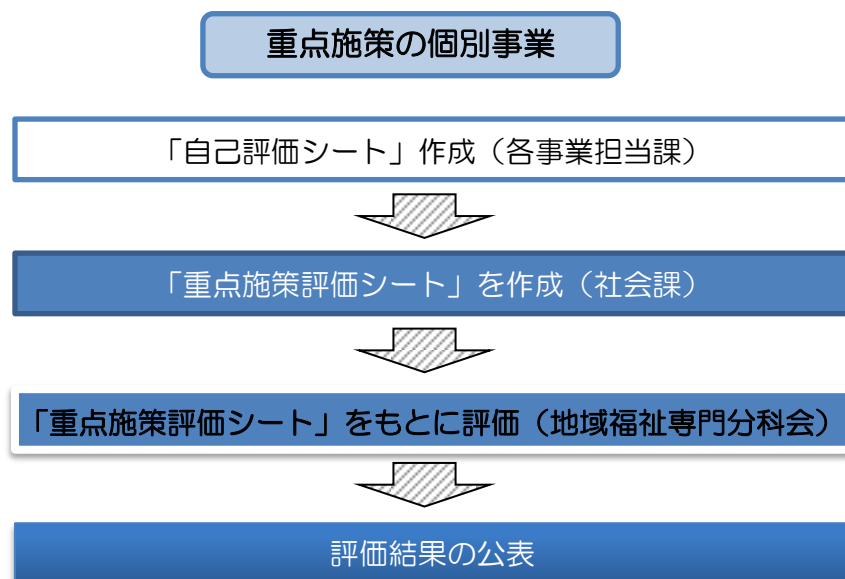 重点施策の個別事業
「自己評価シート」作成（各事業担当課）
「重点施策評価シート」を作成（社会課）
「重点施策評価シート」をもとに評価（地域福祉専門分科会）
評価結果の公表